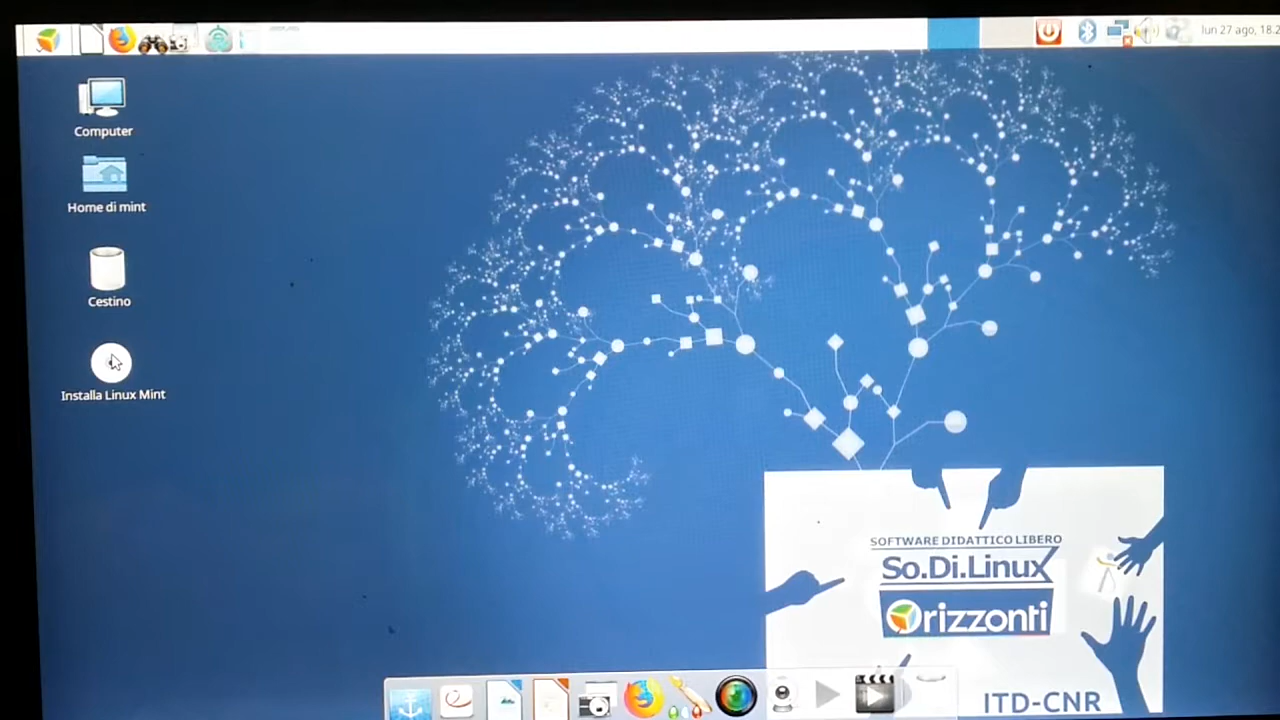 lun 27 ago, 18.2
Computer
Home di mint
Cestino
Installa Linux Mint
SOFTWARE DIDATTICO LIBERO
So.Di.Linux
Orizzonti
ITD-CNR